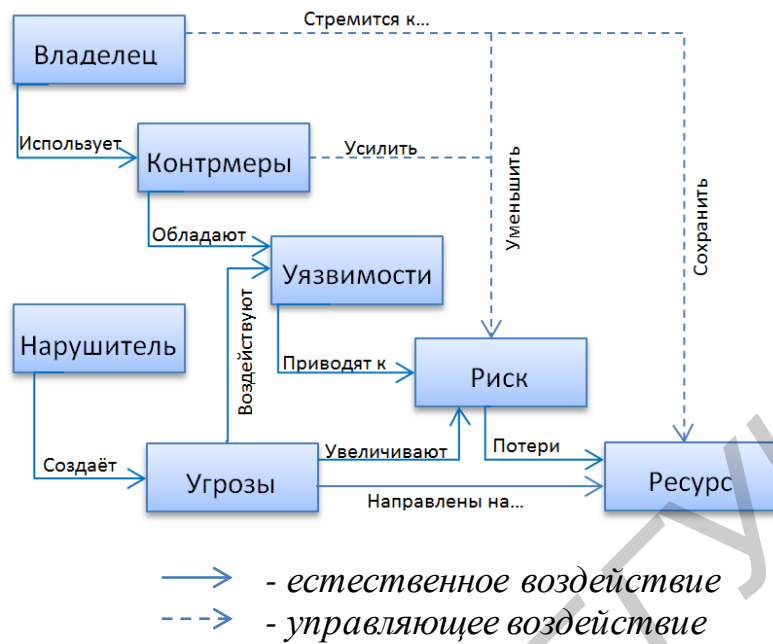 Стремится к...
Владелец
Использует
Контрмеры
Усилить
Уменьшить
Сохранить
Обладают
Уязвимости
Воздействуют
Нарушитель
Приводят к
Риск
Создаёт
Угрозы
Увеличивают
Потери
Ресурс
Направлены на...
- естественное воздействие
- управляющее воздействие